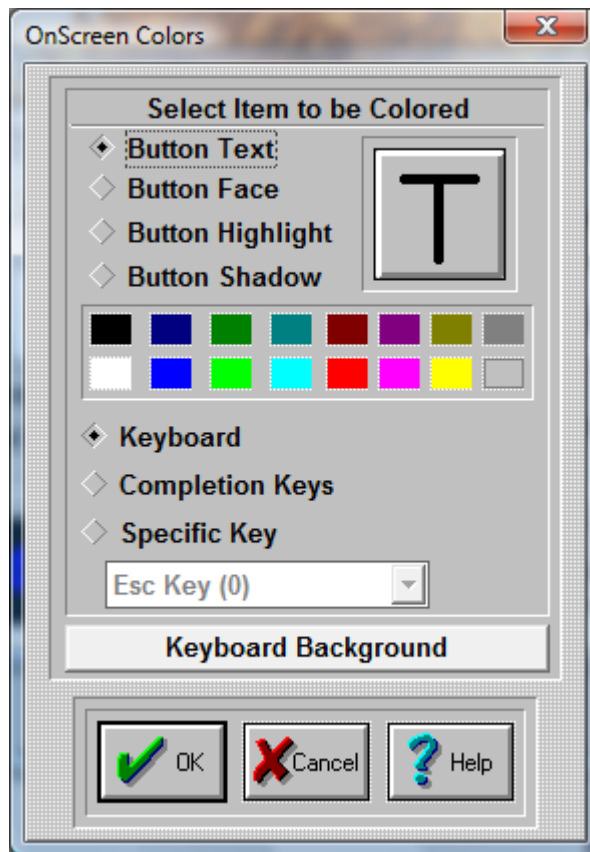 OnScreen Colors
Select Item to be Colored
Button Text
Button Face
Button Highlight
Button Shadow
T
Keyboard
Completion Keys
Specific Key
Esc Key (0)
Keyboard Background
OK
Cancel
Help